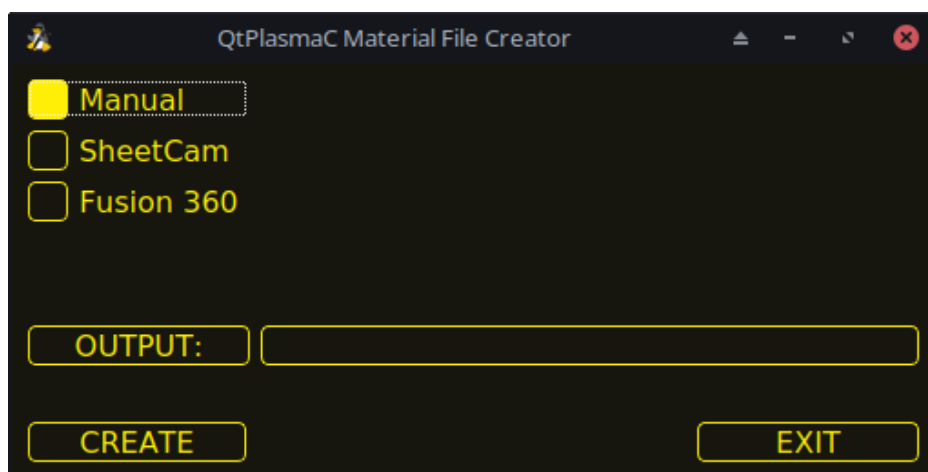 QtPlasmaC Material File Creator
Manual
SheetCam
Fusion 360
OUTPUT:
CREATE
EXIT